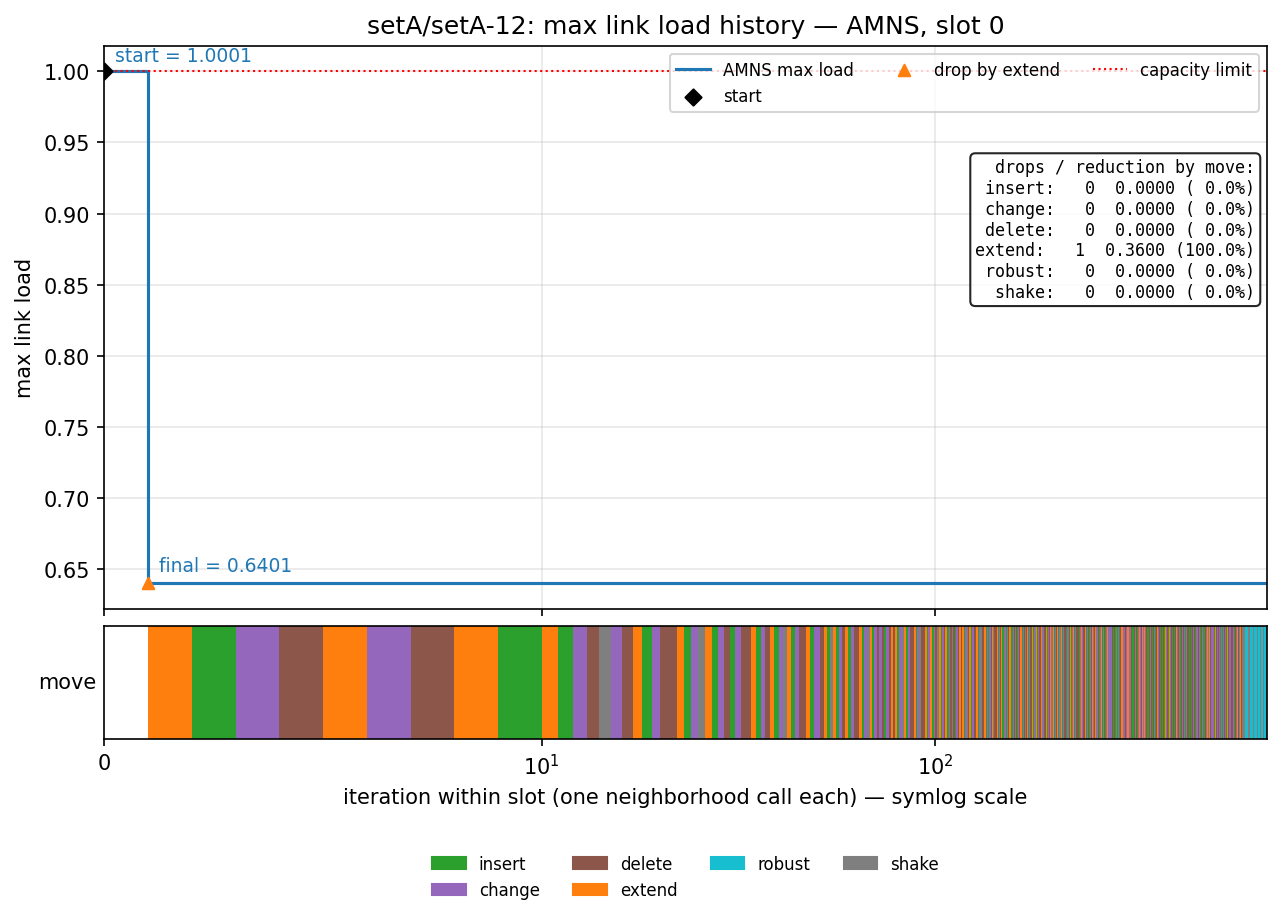 setA/setA-12: max link load history — AMNS, slot 0
start = 1.0001
AMNS max load
drop by extend
capacity limit
start
drops / reduction by move:
insert:   0  0.0000 ( 0.0%)
change:   0  0.0000 ( 0.0%)
delete:   0  0.0000 ( 0.0%)
extend:   1  0.3600 (100.0%)
robust:   0  0.0000 ( 0.0%)
shake:   0  0.0000 ( 0.0%)
max link load
1.00
0.95
0.90
0.85
0.80
0.75
0.70
0.65
final = 0.6401
move
0
10¹
10²
iteration within slot (one neighborhood call each) — symlog scale
insert
delete
robust
shake
change
extend